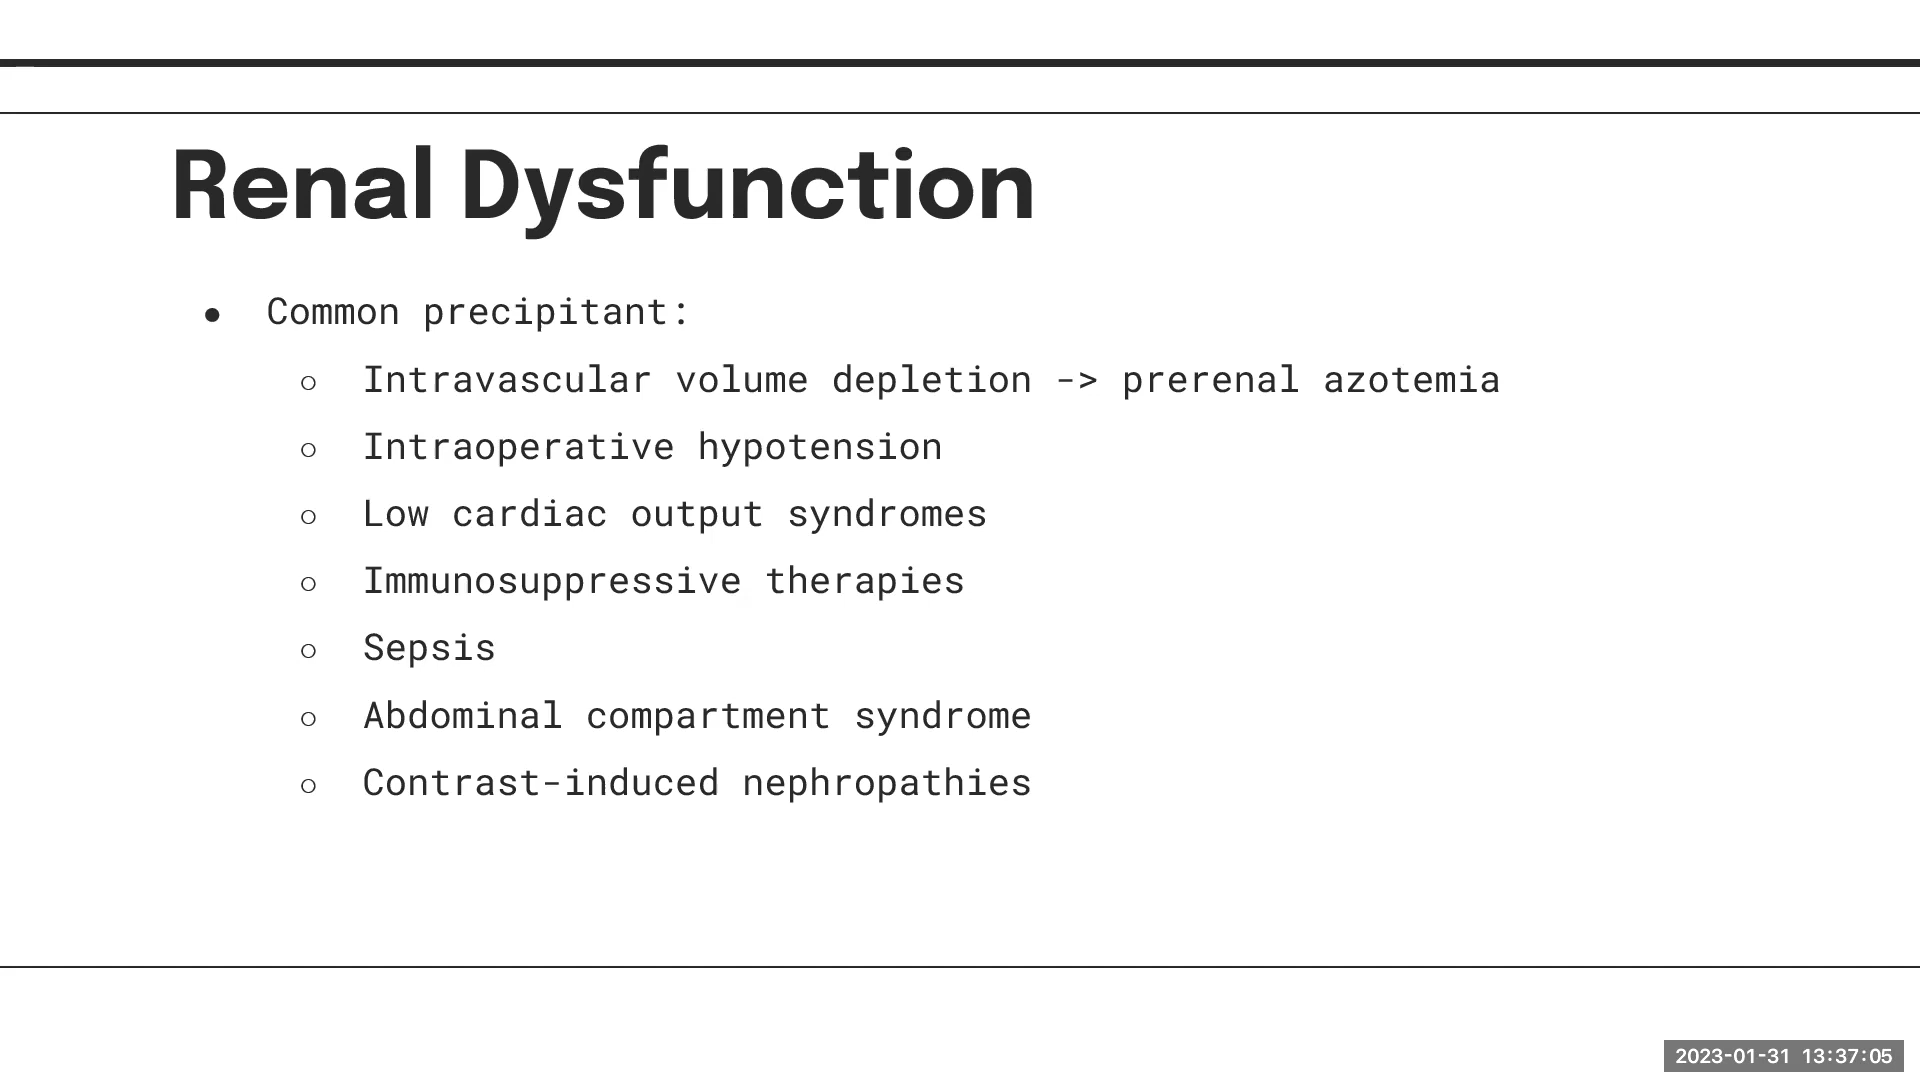 Renal Dysfunction
● Common precipitant:
○ Intravascular volume depletion -> prerenal azotemia
○ Intraoperative hypotension
○ Low cardiac output syndromes
○ Immunosuppressive therapies
○ Sepsis
○ Abdominal compartment syndrome
○ Contrast-induced nephropathies
2023-01-31 13:37:05